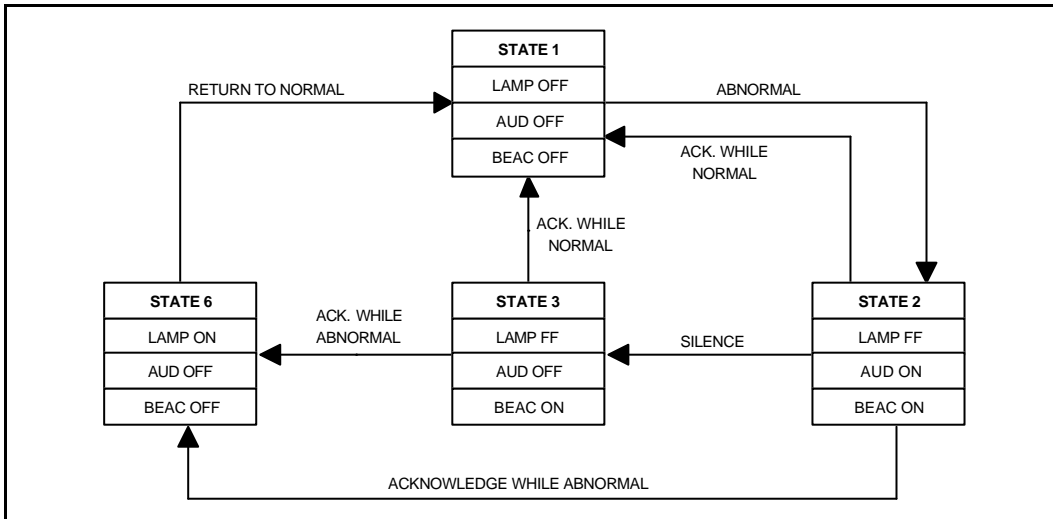 STATE 1
LAMP OFF
AUD OFF
BEAC OFF
RETURN TO NORMAL
ABNORMAL
ACK. WHILE
NORMAL
ACK. WHILE
NORMAL
STATE 6
LAMP ON
AUD OFF
BEAC OFF
ACK. WHILE
ABNORMAL
STATE 3
LAMP FF
AUD OFF
BEAC ON
SILENCE
STATE 2
LAMP FF
AUD ON
BEAC ON
ACKNOWLEDGE WHILE ABNORMAL